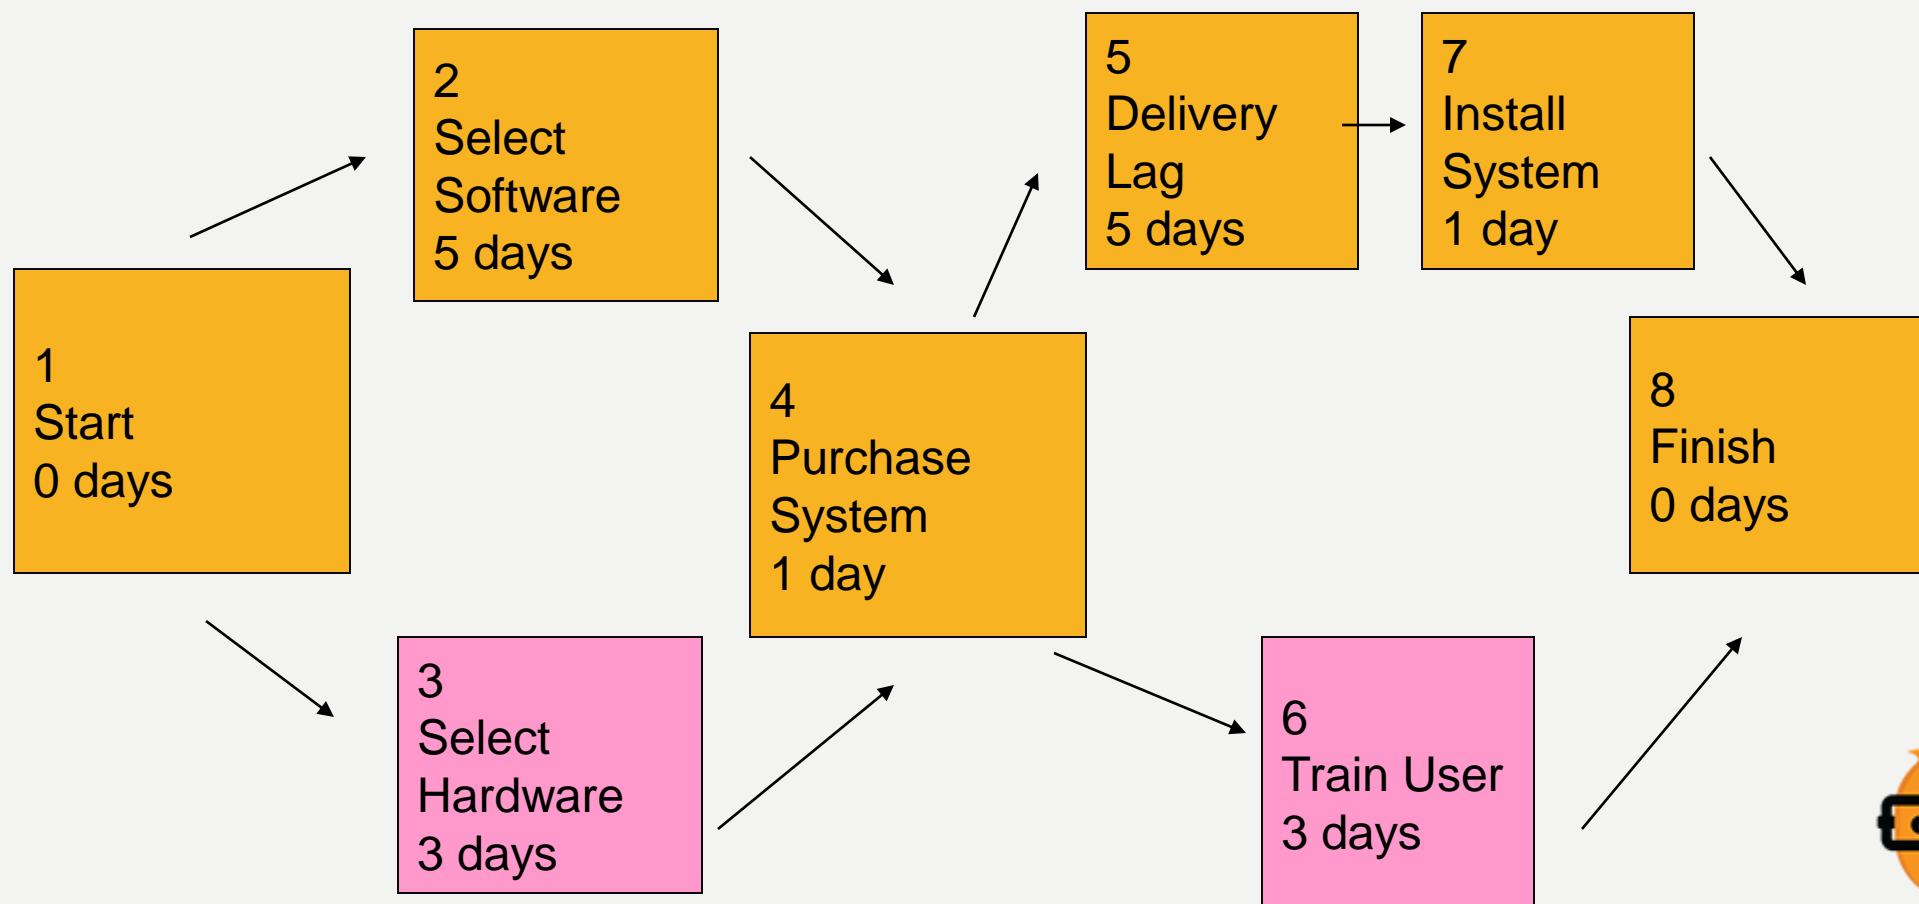 1
Start
0 days
2
Select
Software
5 days
3
Select
Hardware
3 days
4
Purchase
System
1 day
5
Delivery
Lag
5 days
6
Train User
3 days
7
Install
System
1 day
8
Finish
0 days